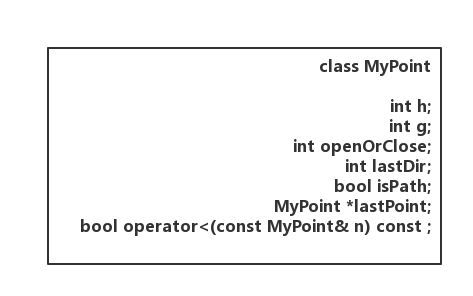 class MyPoint
int h;
int g;
int openOrClose;
int lastDir;
bool isPath;
MyPoint *lastPoint;
bool operator<(const MyPoint& n) const ;